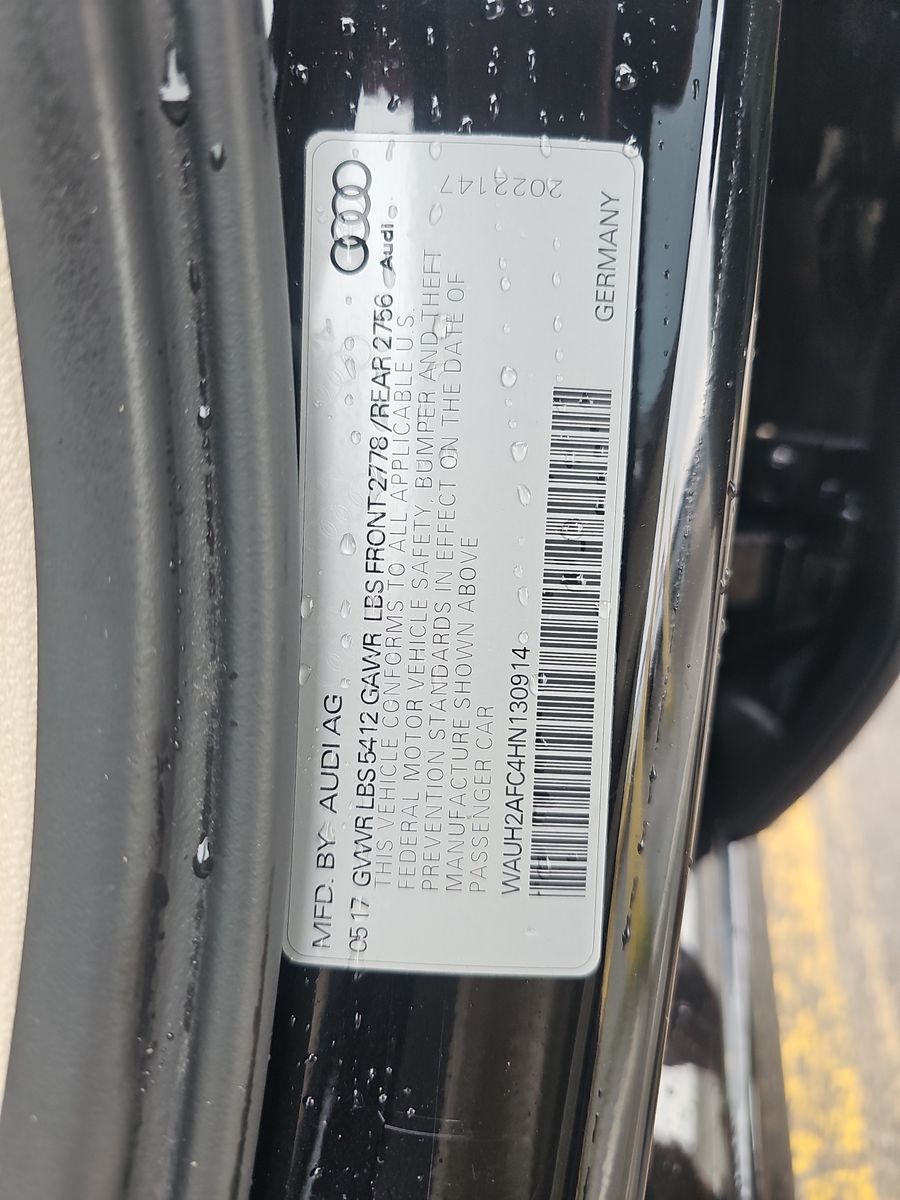 MFD. BY AUDI AG
05 17 GVWR LBS 5412 GAWR LBS FRONT 2778 /REAR 2756
THIS VEHICLE CONFORMS TO ALL APPLICABLE U.S.
FEDERAL MOTOR VEHICLE SAFETY, BUMPER AND THEFT
PREVENTION STANDARDS IN EFFECT ON THE DATE OF
MANUFACTURE SHOWN ABOVE
PASSENGER CAR
WAUH2AFC4HN130914
Audi
2022147
GERMANY